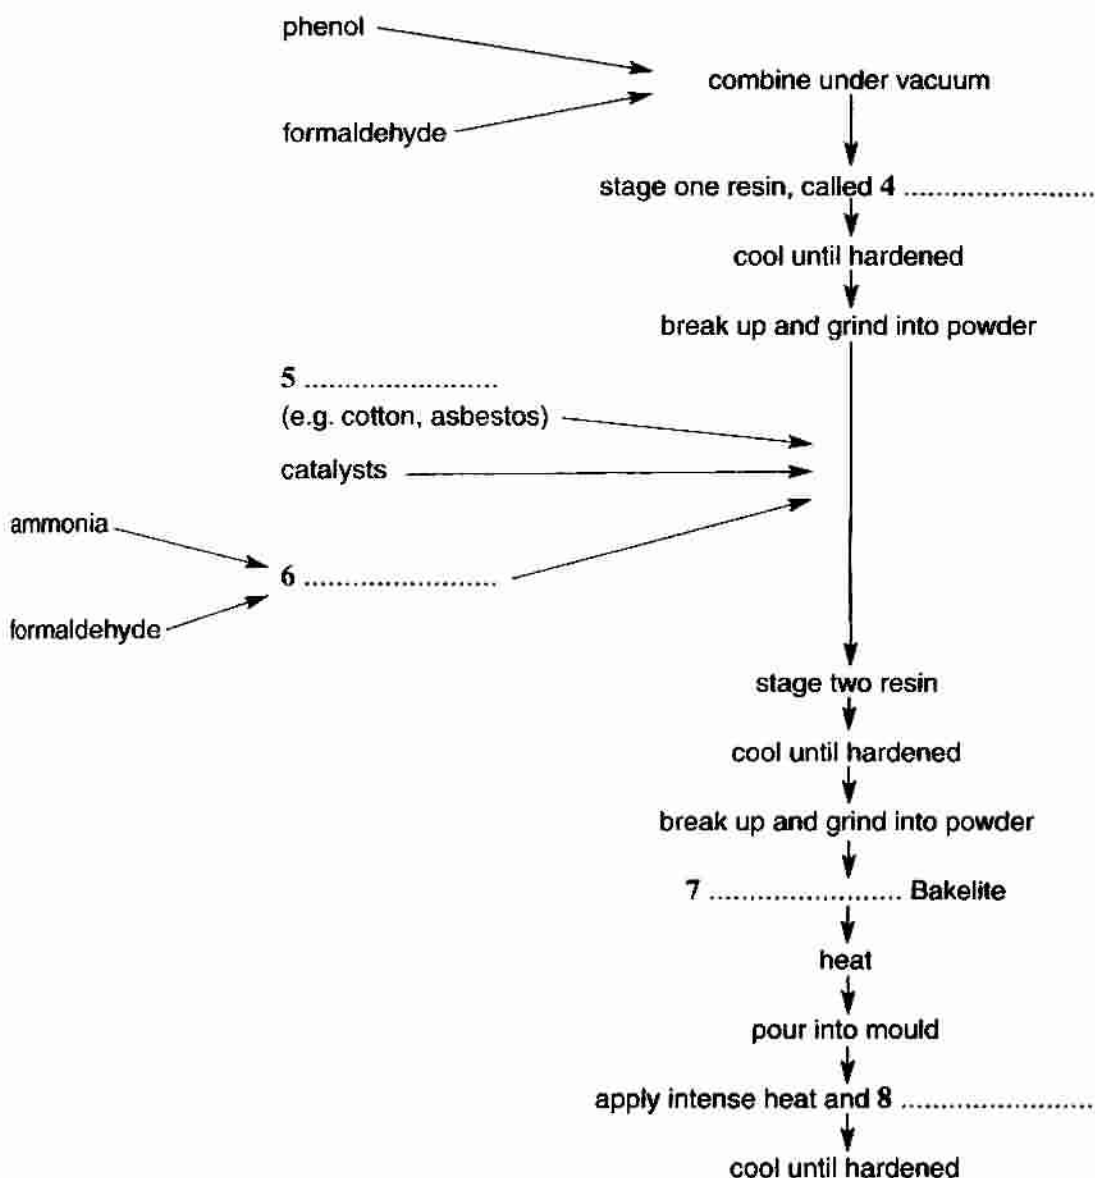 phenol
combine under vacuum
formaldehyde
stage one resin, called 4 ........................
cool until hardened
break up and grind into powder
5 ........................
(e.g. cotton, asbestos)
catalysts
ammonia
6 ........................
formaldehyde
stage two resin
cool until hardened
break up and grind into powder
7 ........................ Bakelite
heat
pour into mould
apply intense heat and 8 ........................
cool until hardened